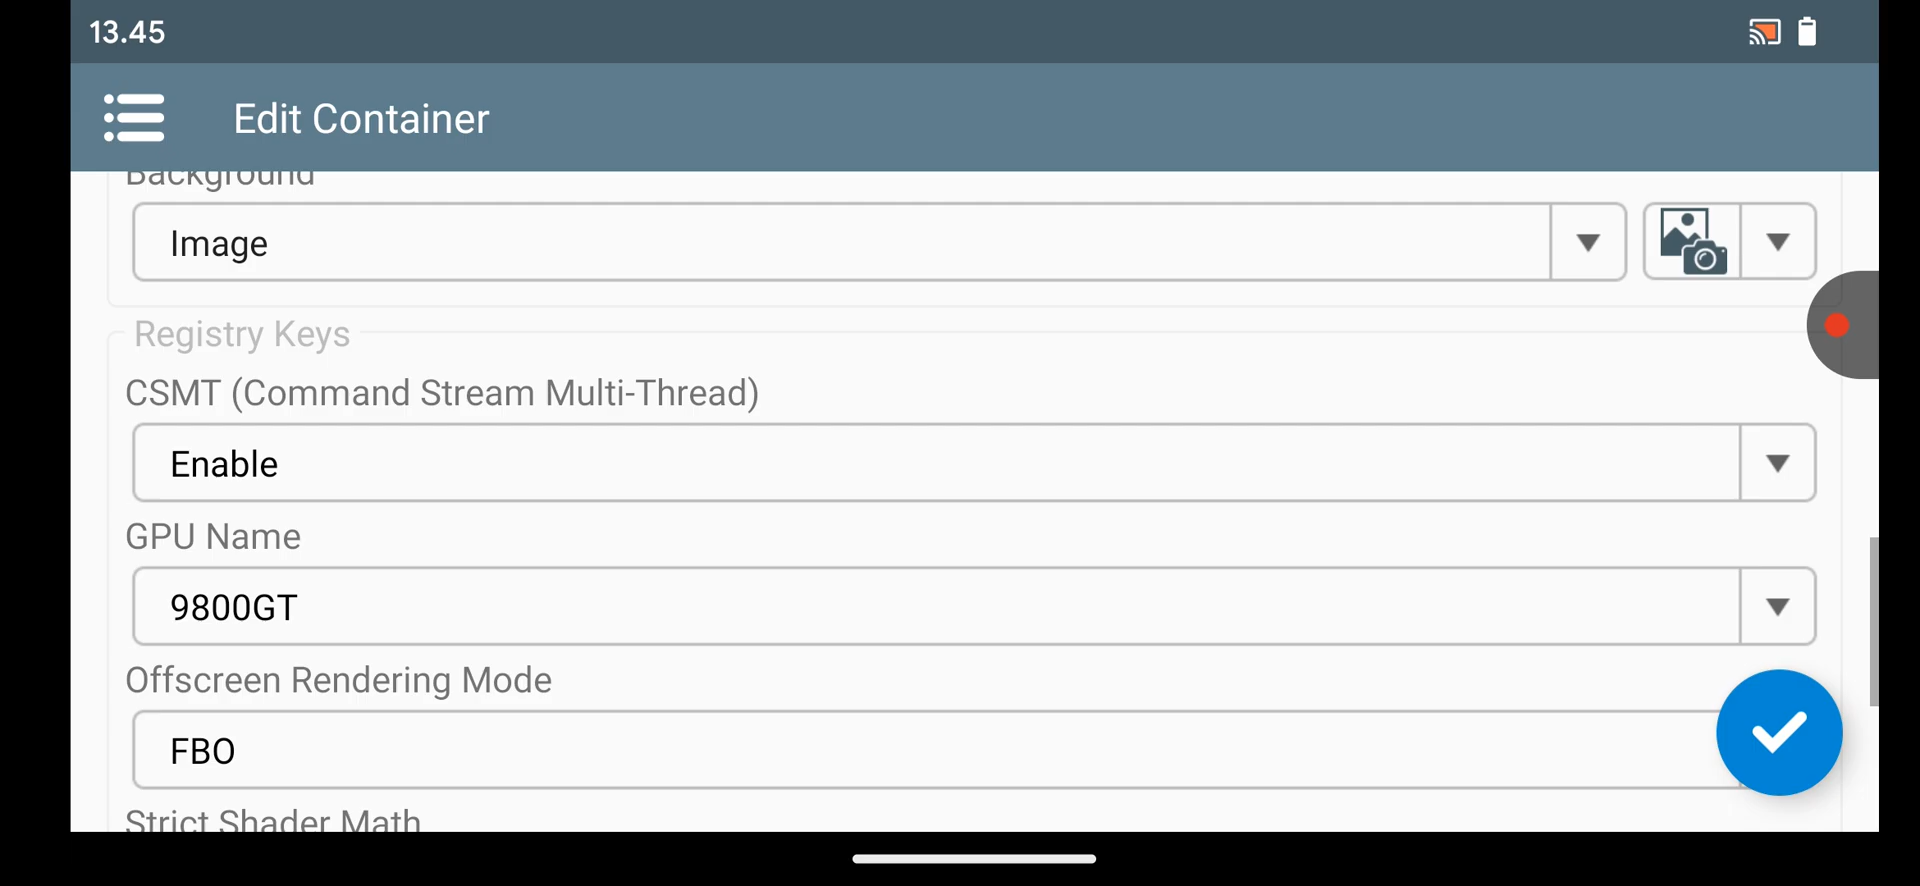 13.45
Edit Container
Background
Image
Registry Keys
CSMT (Command Stream Multi-Thread)
Enable
GPU Name
9800GT
Offscreen Rendering Mode
FBO
Strict Shader Math